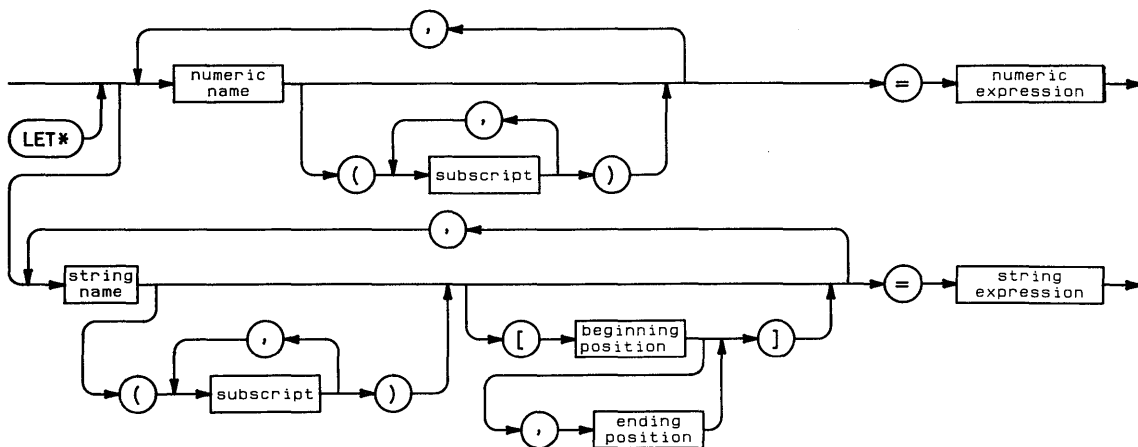 ,
numeric
name
=
numeric
expression
LET*
,
(
subscript
)
,
string
name
=
string
expression
[
beginning
position
]
,
(
subscript
)
,
ending
position